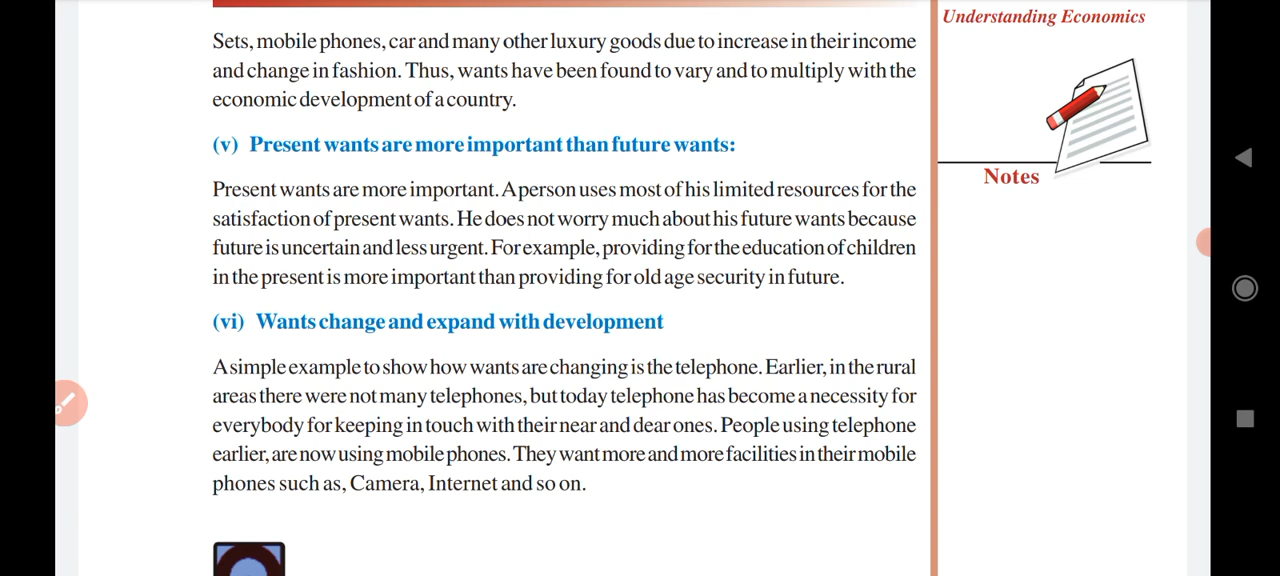 Understanding Economics
Sets, mobile phones, car and many other luxury goods due to increase in their income
and change in fashion. Thus, wants have been found to vary and to multiply with the
economic development of a country.
(v) Present wants are more important than future wants:
Notes
Present wants are more important. A person uses most of his limited resources for the
satisfaction of present wants. He does not worry much about his future wants because
future is uncertain and less urgent. For example, providing for the education of children
in the present is more important than providing for old age security in future.
(vi) Wants change and expand with development
A simple example to show how wants are changing is the telephone. Earlier, in the rural
areas there were not many telephones, but today telephone has become a necessity for
everybody for keeping in touch with their near and dear ones. People using telephone
earlier, are now using mobile phones. They want more and more facilities in their mobile
phones such as, Camera, Internet and so on.